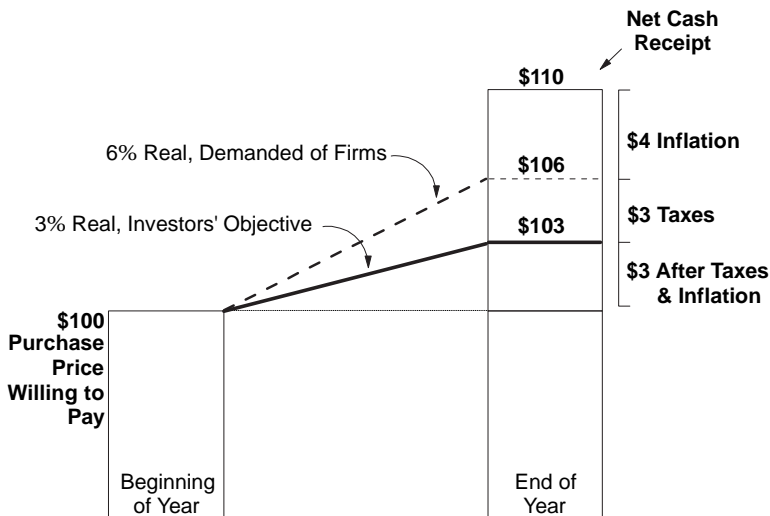 Net Cash
Receipt
$110
$4 Inflation
6% Real, Demanded of Firms
$106
$3 Taxes
3% Real, Investors' Objective
$103
$3 After Taxes
& Inflation
$100
Purchase
Price
Willing to
Pay
Beginning
of Year
End of
Year